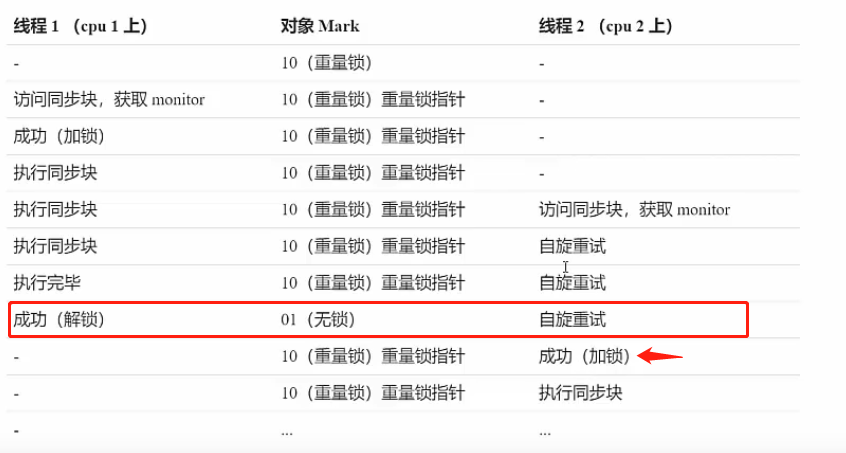 线程 1 （cpu 1 上） 对象 Mark 线程 2 （cpu 2 上）
- 10（重量锁） -
访问同步块，获取 monitor 10（重量锁）重量锁指针 -
成功（加锁） 10（重量锁）重量锁指针 -
执行同步块 10（重量锁）重量锁指针 -
执行同步块 10（重量锁）重量锁指针 访问同步块，获取 monitor
执行同步块 10（重量锁）重量锁指针 自旋重试
执行完毕 10（重量锁）重量锁指针 自旋重试
成功（解锁） 01（无锁） 自旋重试
- 10（重量锁）重量锁指针 成功（加锁）
- 10（重量锁）重量锁指针 执行同步块
- ... ...